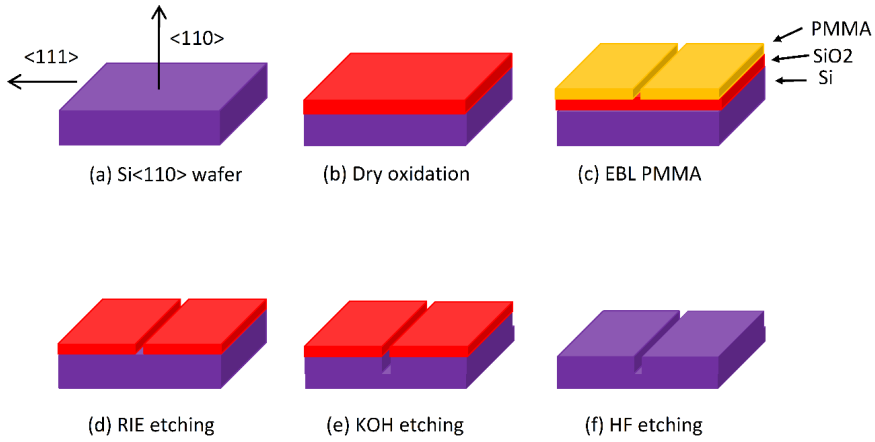 <110>
<111>
PMMA
SiO2
Si
(a) Si<110> wafer
(b) Dry oxidation
(c) EBL PMMA
(d) RIE etching
(e) KOH etching
(f) HF etching